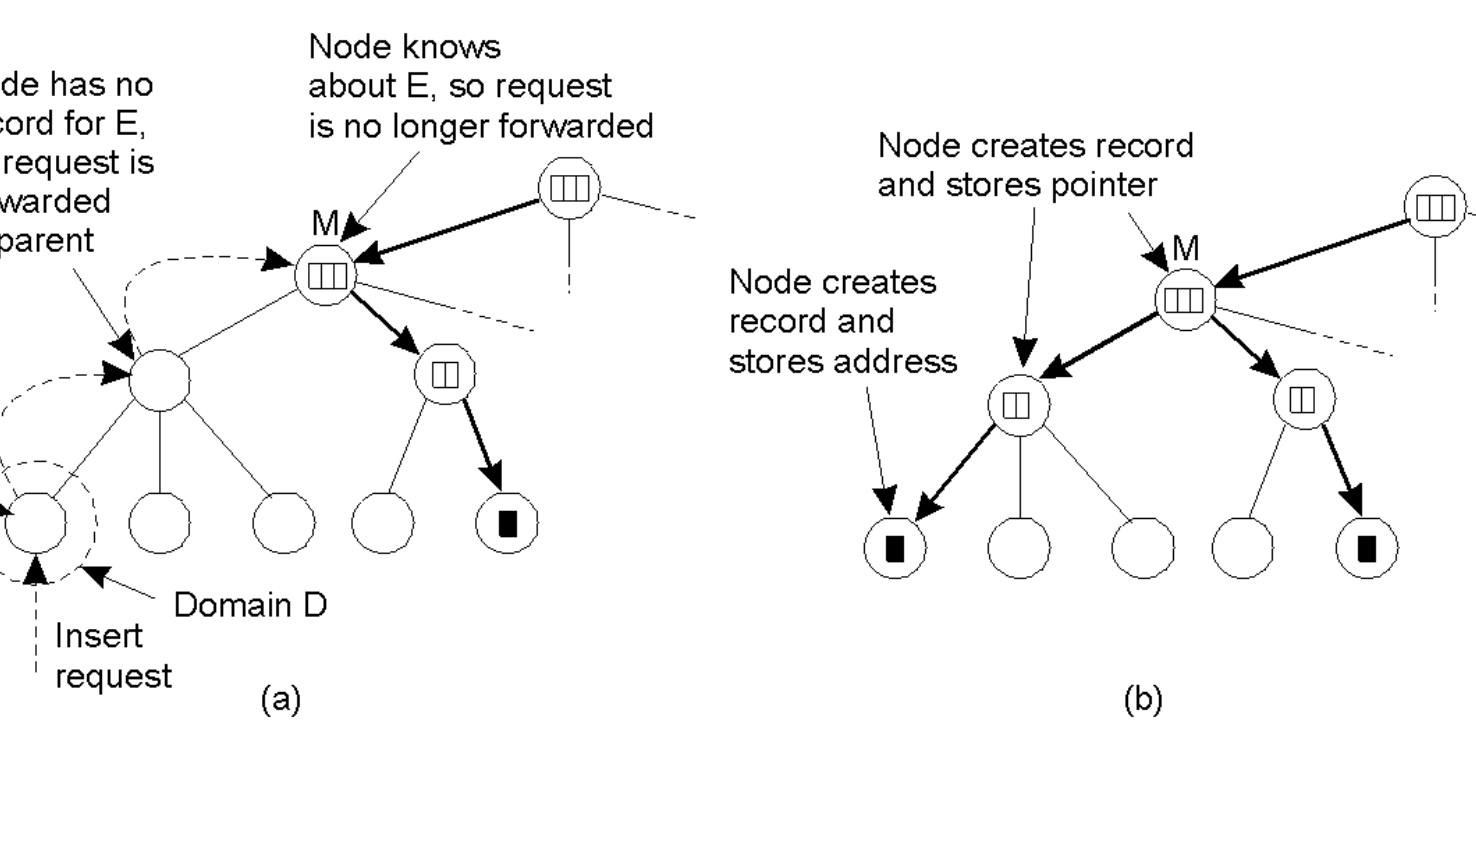 Node knows
about E, so request
is no longer forwarded
de has no
cord for E,
request is
warded
parent
M
Domain D
Insert
request
(a)
Node creates record
and stores pointer
M
Node creates
record and
stores address
(b)